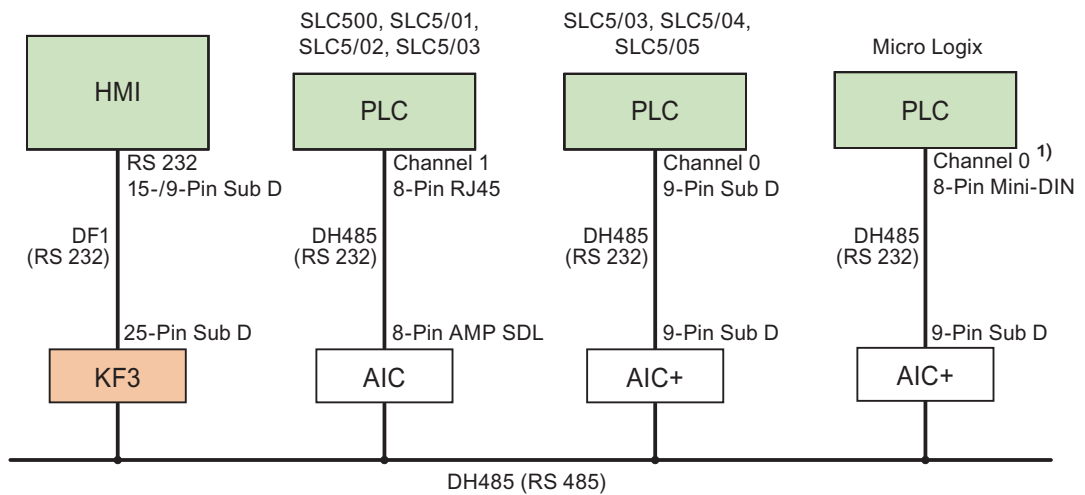 SLC500, SLC5/01,
SLC5/02, SLC5/03
SLC5/03, SLC5/04,
SLC5/05
Micro Logix
HMI
PLC
PLC
PLC
RS 232
15-/9-Pin Sub D
Channel 1
8-Pin RJ45
Channel 0
9-Pin Sub D
Channel 0 1)
8-Pin Mini-DIN
DF1
(RS 232)
DH485
(RS 232)
DH485
(RS 232)
DH485
(RS 232)
25-Pin Sub D
8-Pin AMP SDL
9-Pin Sub D
9-Pin Sub D
KF3
AIC
AIC+
AIC+
DH485 (RS 485)